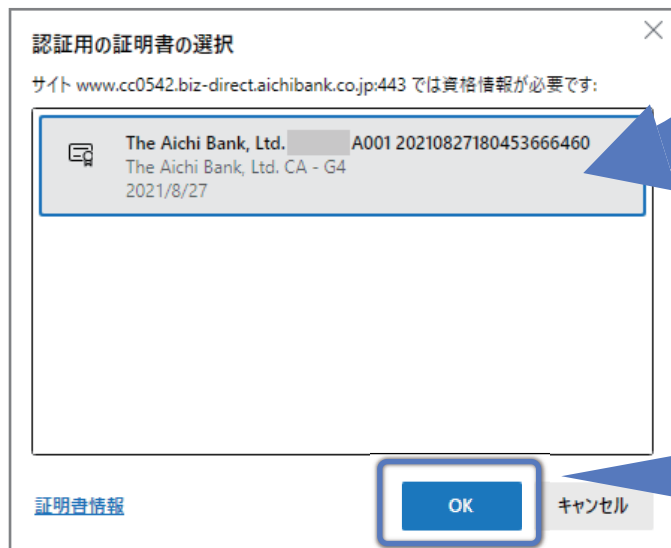 認証用の証明書の選択
サイト www.cc0542.biz-direct.aichibank.co.jp:443 では資格情報が必要です:
The Aichi Bank, Ltd. A001 20210827180453666460
The Aichi Bank, Ltd. CA - G4
2021/8/27
証明書情報
OK
キャンセル